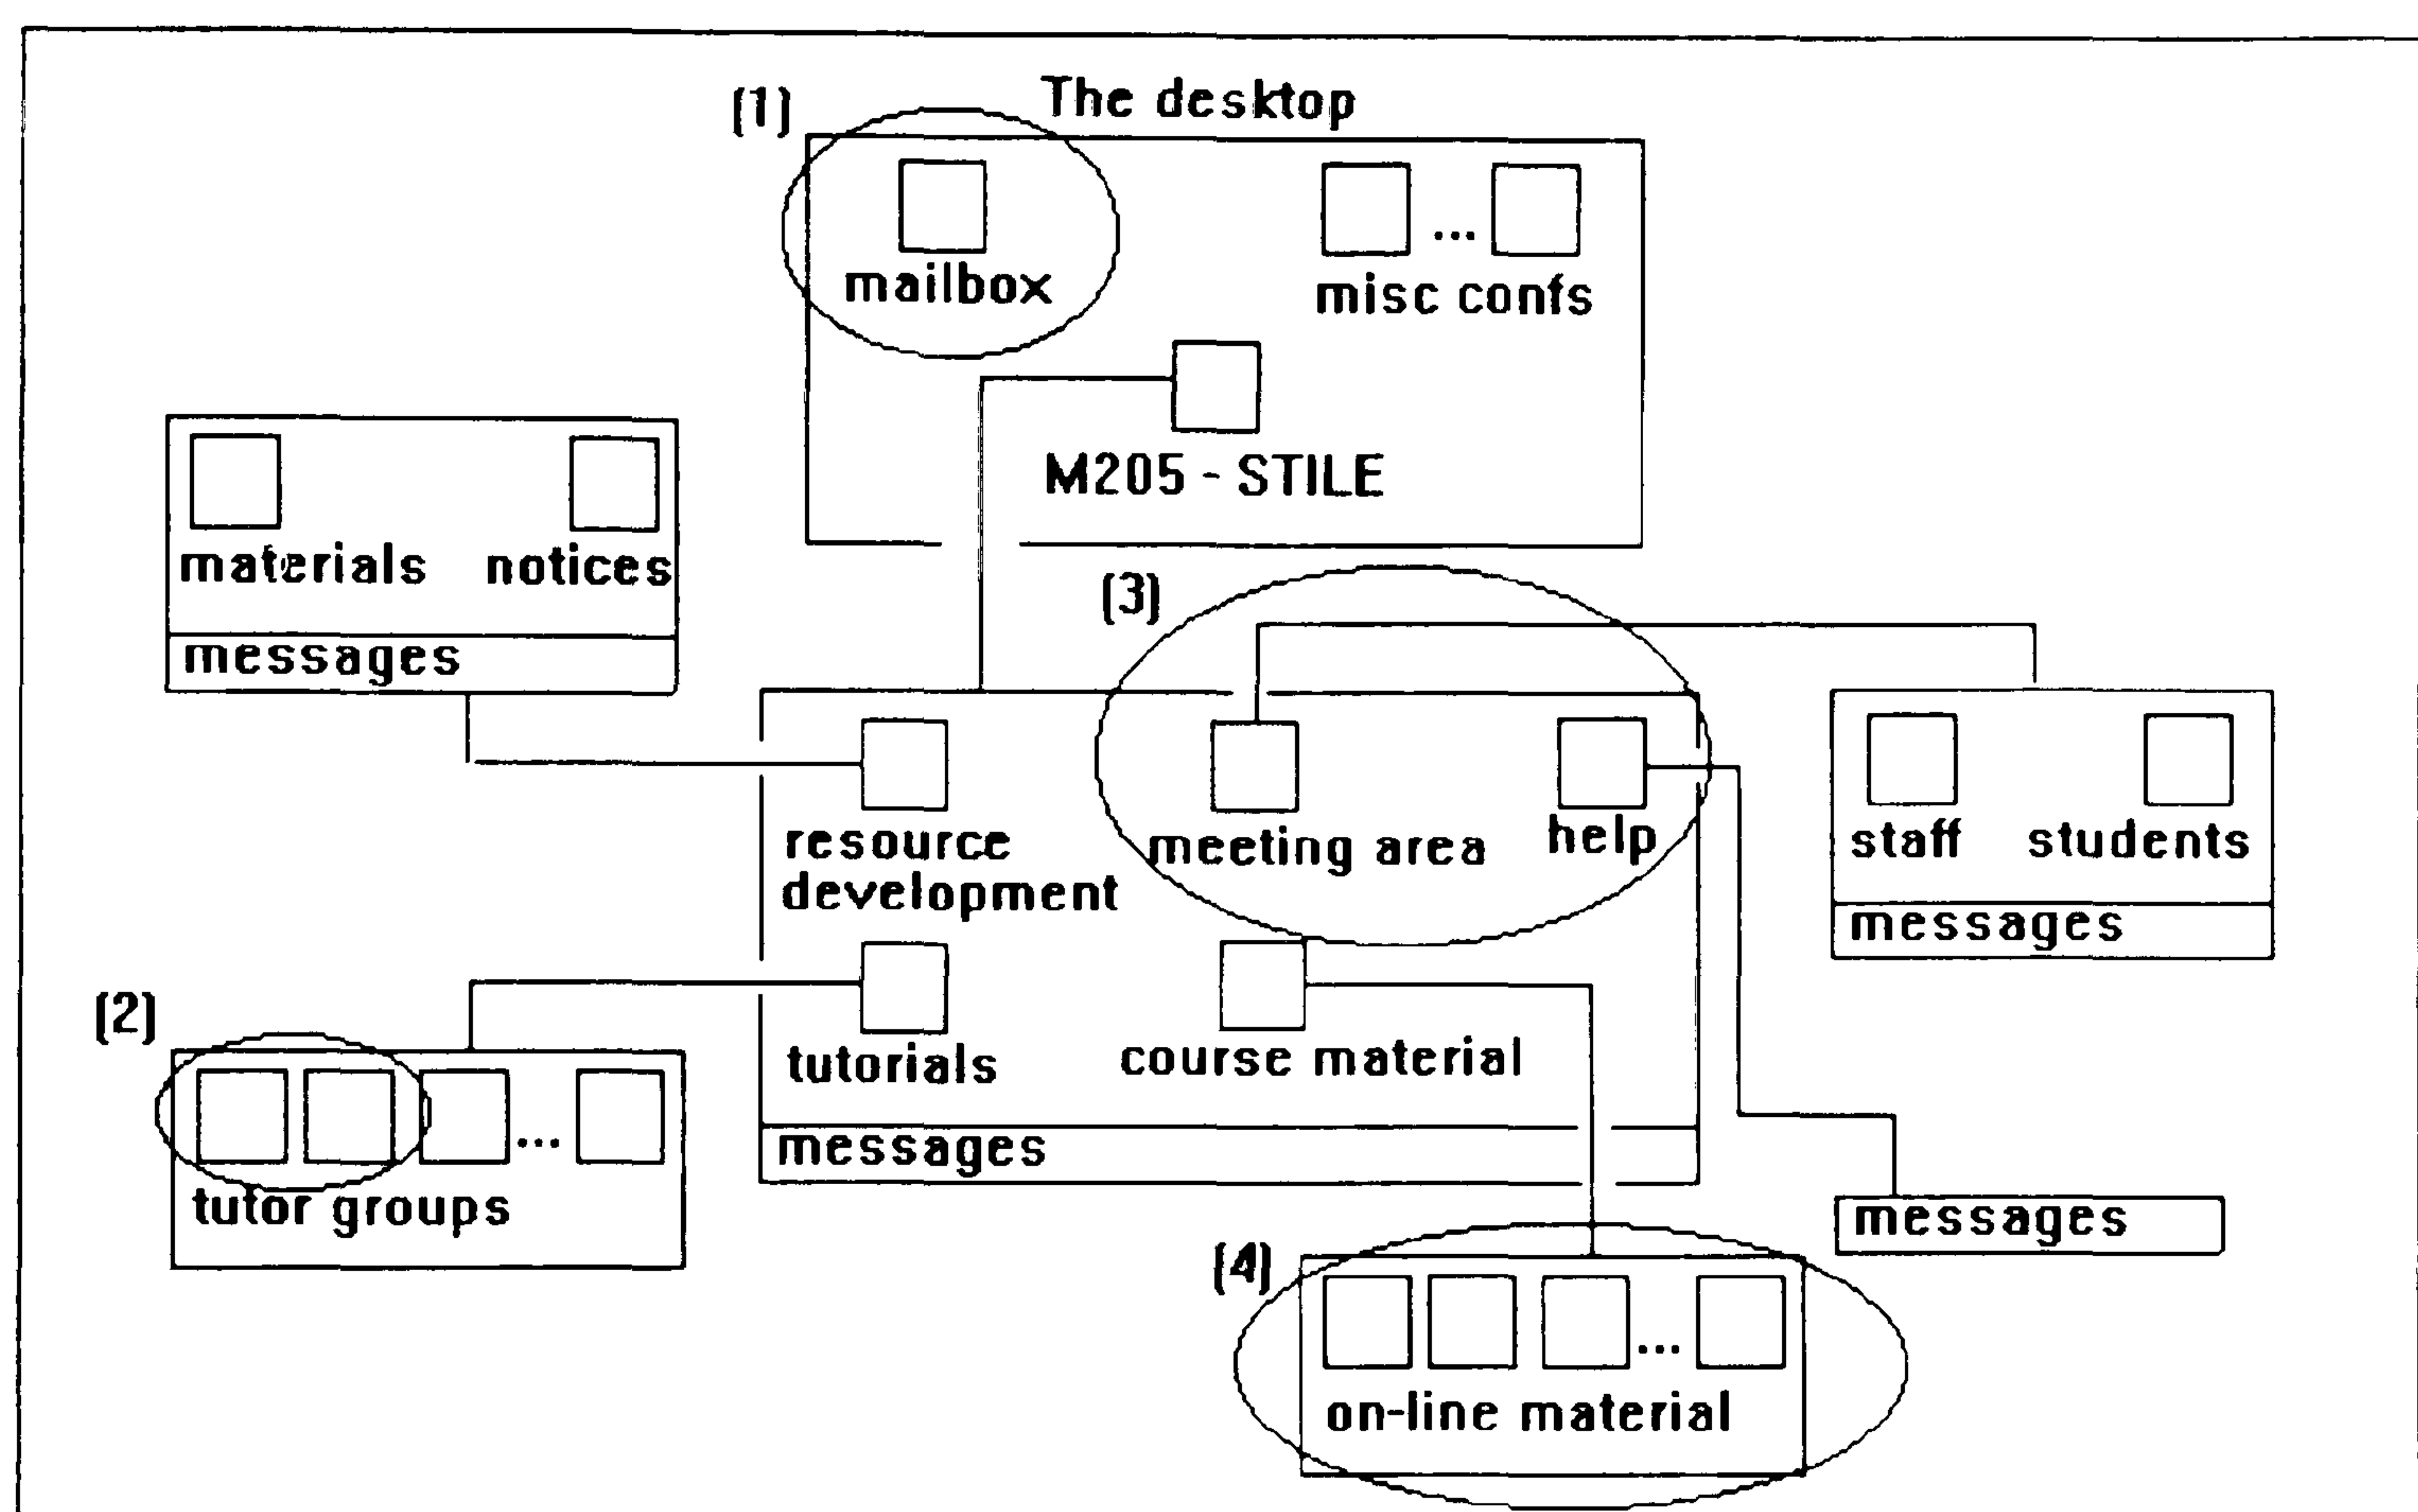 (1)
The desktop
mailbox
...
misc confs
M205 - STILE
materials
notices
messages
(3)
resource
development
meeting area
help
staff
students
messages
(2)
tutorials
course material
...
tutor groups
messages
messages
(4)
...
on-line material